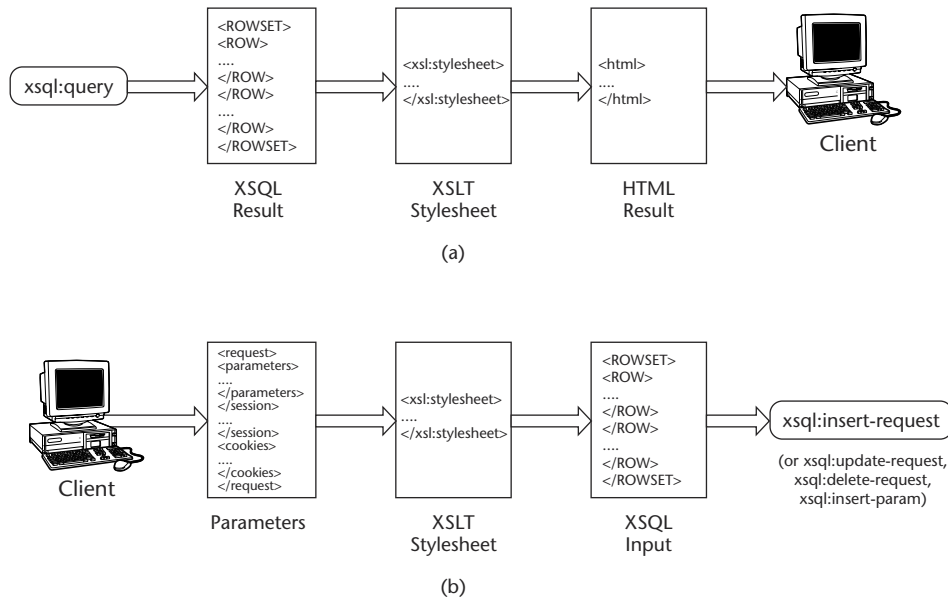 xsql:query
<ROWSET>
<ROW>
....
</ROW>
</ROW>
....
</ROW>
</ROWSET>
XSQL
Result
<xsl:stylesheet>
....
</xsl:stylesheet>
XSLT
Stylesheet
<html>
....
</html>
HTML
Result
Client
(a)
Client
<request>
<parameters>
....
</parameters>
</session>
....
</session>
<cookies>
....
</cookies>
</request>
Parameters
<xsl:stylesheet>
....
</xsl:stylesheet>
XSLT
Stylesheet
<ROWSET>
<ROW>
....
</ROW>
</ROW>
....
</ROW>
</ROWSET>
XSQL
Input
xsql:insert-request
(or xsql:update-request,
xsql:delete-request,
xsql:insert-param)
(b)